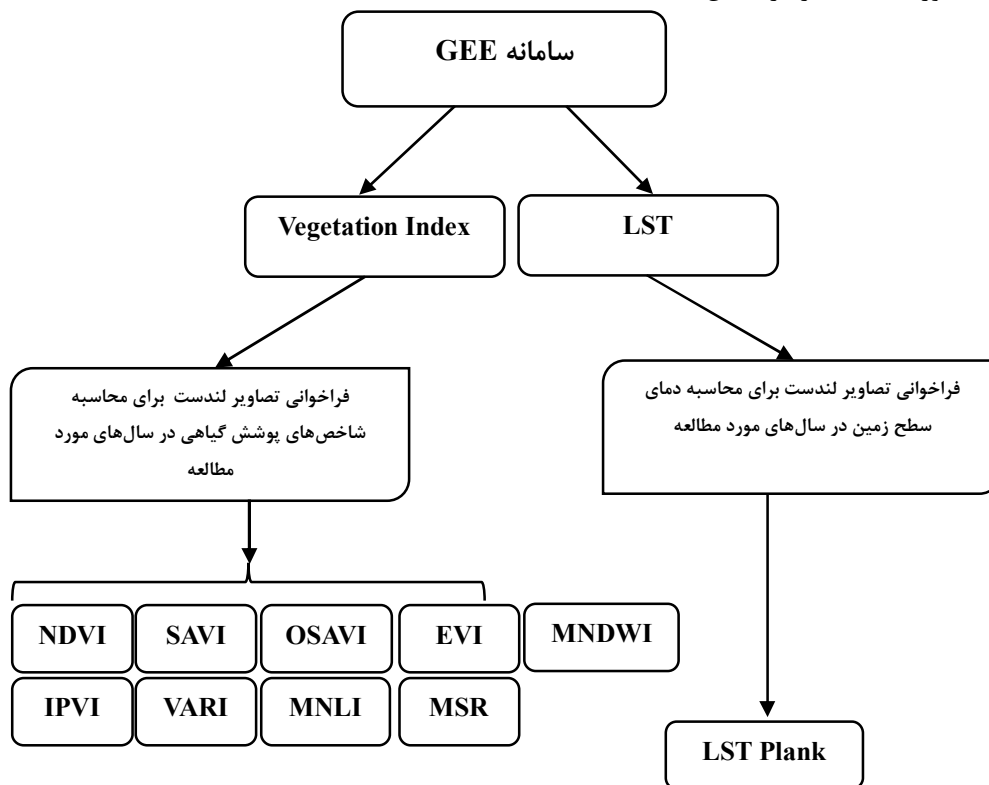 سامانه GEE
Vegetation Index
LST
فراخوانی تصاویر لندست برای محاسبه
شاخص‌های پوشش گیاهی در سال‌های مورد
مطالعه
فراخوانی تصاویر لندست برای محاسبه دمای
سطح زمین در سال‌های مورد مطالعه
NDVI SAVI OSAVI EVI MNDWI
IPVI VARI MNLI MSR
LST Plank